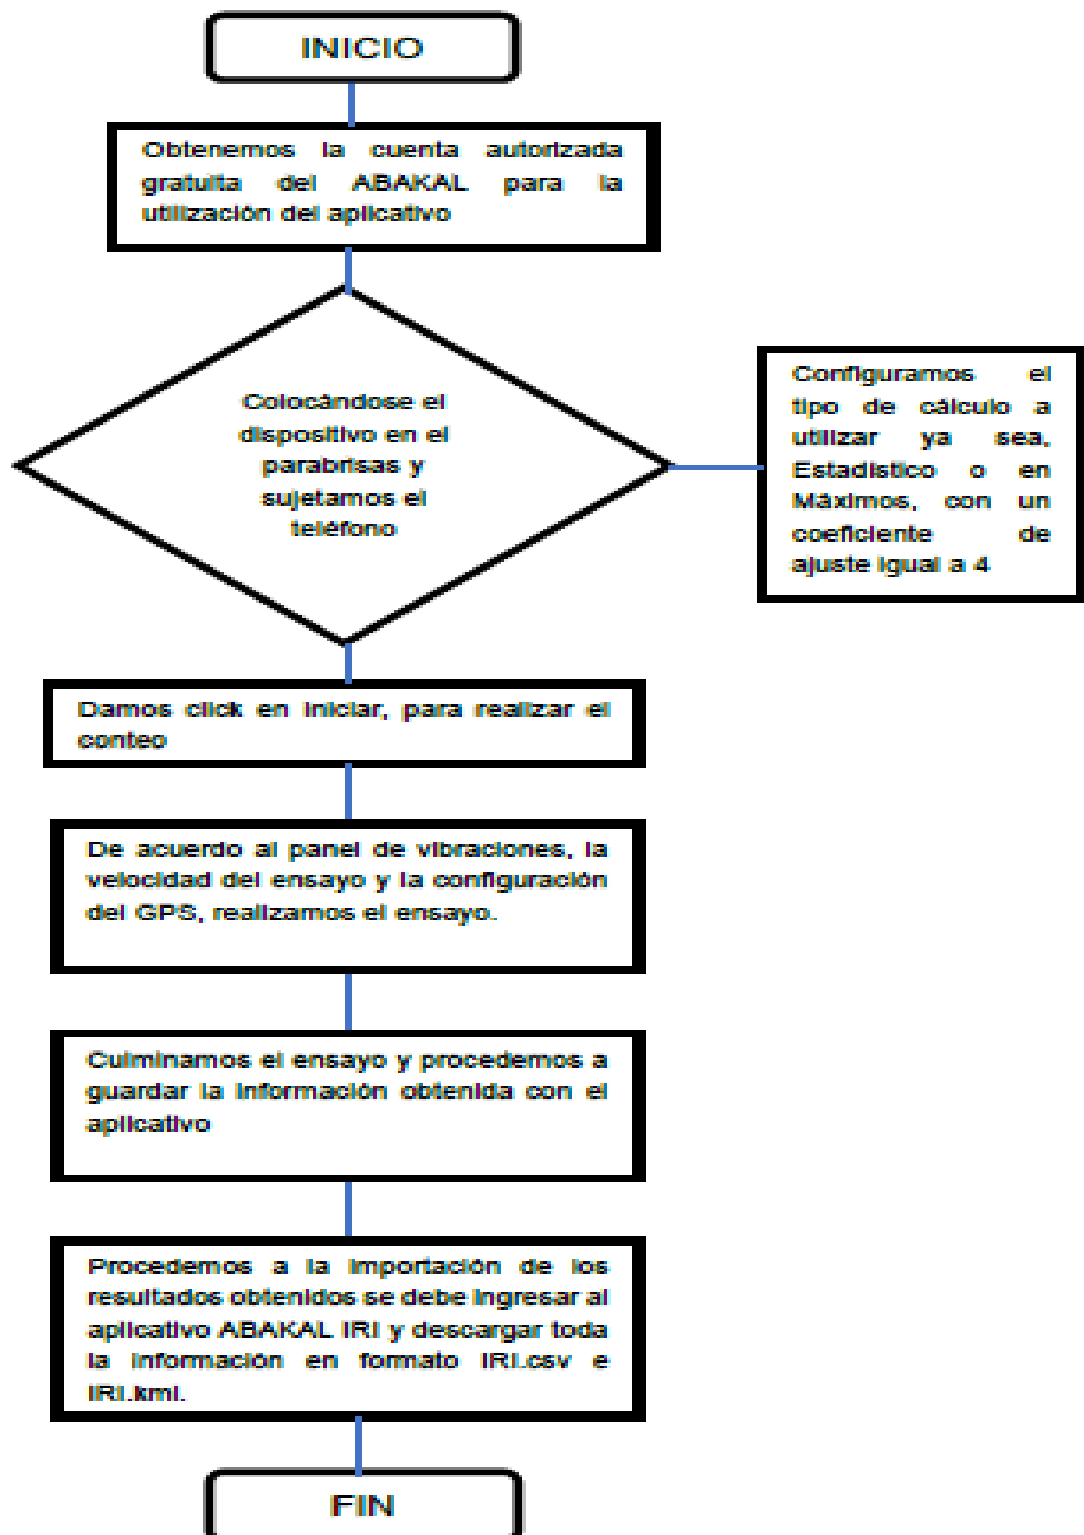 INICIO
Obtenemos la cuenta autorizada
gratuita del ABAKAL para la
utilización del aplicativo
Colocándose el
dispositivo en el
parabrisas y
sujetamos el
teléfono
Configuramos el
tipo de cálculo a
utilizar ya sea,
Estadístico o en
Máximos, con un
coeficiente de
ajuste igual a 4
Damos click en iniciar, para realizar el
conteo
De acuerdo al panel de vibraciones, la
velocidad del ensayo y la configuración
del GPS, realizamos el ensayo.
Culminamos el ensayo y procedemos a
guardar la información obtenida con el
aplicativo
Procedemos a la importación de los
resultados obtenidos se debe ingresar al
aplicativo ABAKAL IRI y descargar toda
la información en formato IRI.csv e
IRI.kml.
FIN